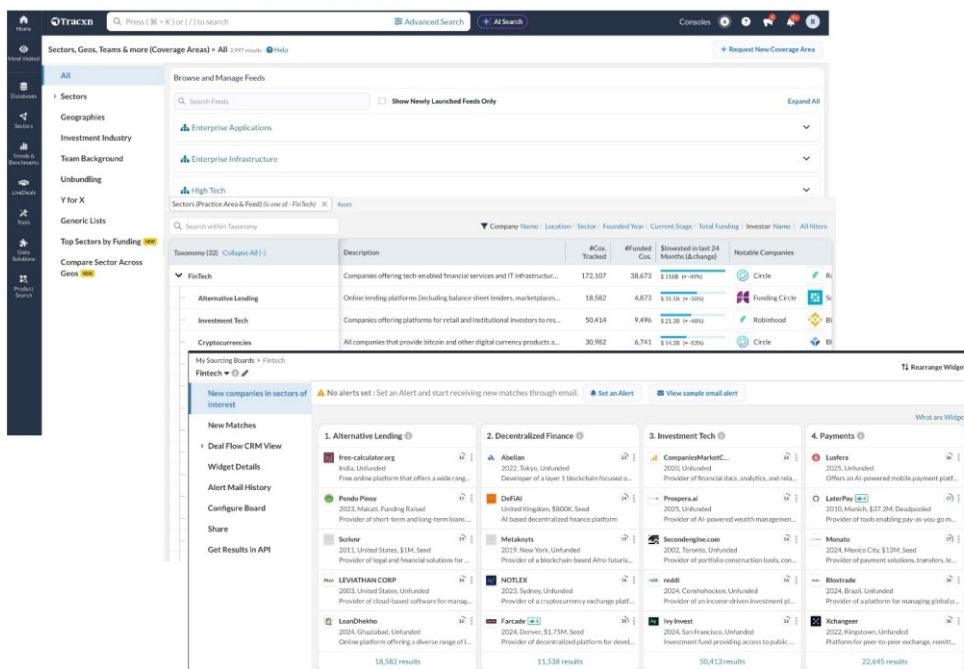 Home
Tracxn
Press (⌘ + K) or ( / ) to search
Advanced Search
AI Search
Consoles
A
R
Most Visited
Databases
Sectors
Trends & Benchmarks
LiveDeals
Tools
Data Solutions
Product Search
Sectors, Geos, Teams & more (Coverage Areas) > All 2,997 results Help
+ Request New Coverage Area
All
Sectors
Geographies
Investment Industry
Team Background
Unbundling
Y for X
Generic Lists
Top Sectors by Funding NEW
Compare Sector Across Geos NEW
Browse and Manage Feeds
Search Feeds
Show Newly Launched Feeds Only
Expand All
Enterprise Applications
Enterprise Infrastructure
High Tech
Sectors (Practice Area & Feed) (is one of - FinTech) X Reset
Search within Taxonomy
Company Name / Location / Sector / Founded Year / Current Stage / Total Funding | Investor Name | All filters
Taxonomy (32) Collapse All [-]
Description
#Cos. Tracked
#Funded Cos.
$Invested in last 24 Months (Δ change)
Notable Companies
FinTech
Companies offering tech-enabled financial services and IT infrastructur...
172,107
38,673
Circle
Alternative Lending
Online lending platforms (including balance sheet lenders, marketplaces...
18,582
4,873
Funding Circle
Investment Tech
Companies offering platforms for retail and institutional investors to res...
50,414
9,496
Robinhood
Cryptocurrencies
All companies that provide bitcoin and other digital currency products a...
30,982
6,741
Circle
My Sourcing Boards > Fintech
Fintech
Rearrange Widge
New companies in sectors of interest
New Matches
Deal Flow CRM View
Widget Details
Alert Mail History
Configure Board
Share
Get Results in API
No alerts set : Set an Alert and start receiving new matches through email.
Set an Alert
View sample email alert
What are Widge
1. Alternative Lending
free-calculator.org
India, Unfunded
Free online platform that offers a wide rang...
Pondo Pinoy
2023, Makati, Funding Raised
Provider of short-term and long-term loans ...
Scrivnr
2011, United States, $1M, Seed
Provider of legal and financial solutions for ...
LEVIATHAN CORP
2003, United States, Unfunded
Provider of cloud-based software for manag...
LoanDhekho
2024, Ghaziabad, Unfunded
Online platform offering a diverse range of l...
18,582 results
2. Decentralized Finance
Abelian
2022, Tokyo, Unfunded
Developer of a layer 1 blockchain focused o...
DeFiAI
United Kingdom, $800K, Seed
AI based decentralized finance platform
Metaknyts
2019, New York, Unfunded
Provider of a blockchain-based Afro-futuris...
NOTLEX
2023, Sydney, Unfunded
Provider of a cryptocurrency exchange platf...
Farcade
2024, Denver, $1.75M, Seed
Provider of decentralized platform for devel...
11,538 results
3. Investment Tech
CompaniesMarketC...
2020, Unfunded
Provider of financial data, analytics, and rela...
Prospera.ai
2025, Unfunded
Provider of AI-powered wealth managemen...
Secondengine.com
2002, Toronto, Unfunded
Provider of portfolio construction tools, con...
reddi
2024, Conshohocken, Unfunded
Provider of an income-driven investment pl...
Ivy Invest
2024, San Francisco, Unfunded
Investment fund providing access to public ...
50,413 results
4. Payments
Lusfera
2025, Unfunded
Offers an AI-powered mobile payment platf...
LaterPay
2010, Munich, $37.2M, Deadpooled
Provider of tools enabling pay-as-you-go m...
Monato
2024, Mexico City, $13M, Seed
Provider of payment solutions, transfers, le...
Bloxtrade
2024, Brazil, Unfunded
Provider of a platform for managing global p...
Xchangeer
2022, Kingstown, Unfunded
Platform for peer-to-peer exchange, remitt...
22,645 results